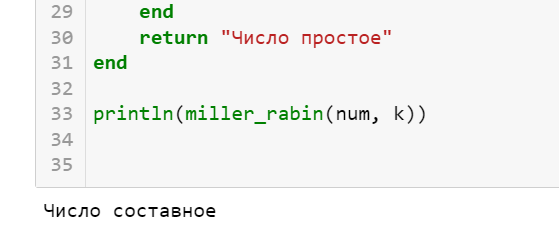 29 end
30 return "Число простое"
31 end
32
33 println(miller_rabin(num, k))
34
35
Число составное